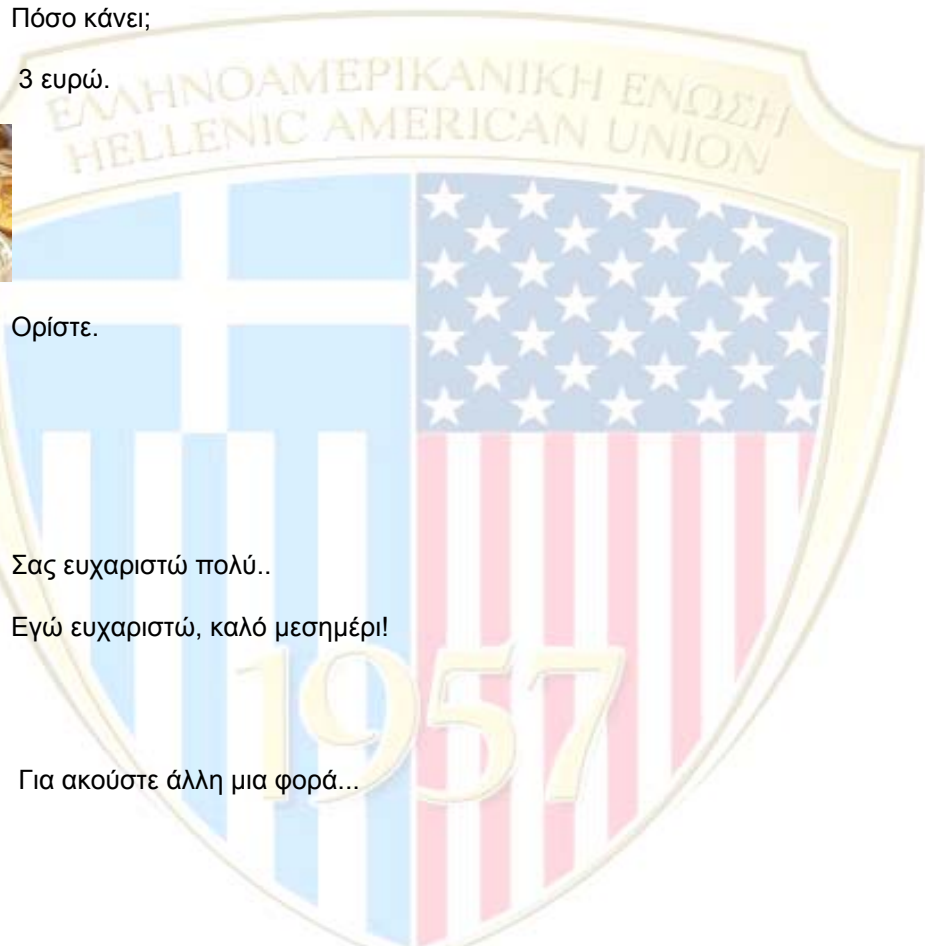 Πόσο κάνει;
3 ευρώ.
ΕΛΛΗΝΟΑΜΕΡΙΚΑΝΙΚΗ ΕΝΩΣΗ
HELLENIC AMERICAN UNION
Ορίστε.
Σας ευχαριστώ πολύ..
Εγώ ευχαριστώ, καλό μεσημέρι!
1957
Για ακούστε άλλη μια φορά...